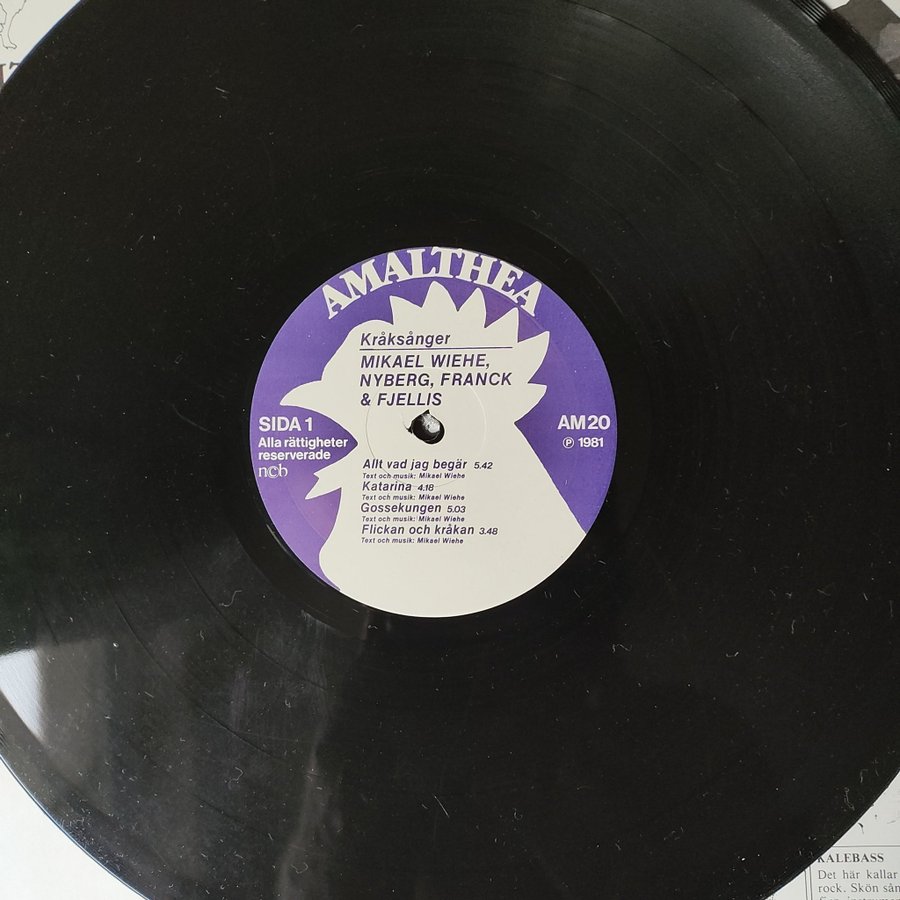 AMALTHEA
Kråksånger
MIKAEL WIEHE,
NYBERG, FRANCK
& FJELLIS
SIDA 1
Alla rättigheter
reserverade
ncb
AM 20
Ⓟ 1981
Allt vad jag begär 5.42
Text och musik: Mikael Wiehe
Katarina 4.18
Text och musik: Mikael Wiehe
Gossekungen 5.03
Text och musik: Mikael Wiehe
Flickan och kråkan 3.48
Text och musik: Mikael Wiehe
KALEBASS
Det här kallar
rock. Skön sån